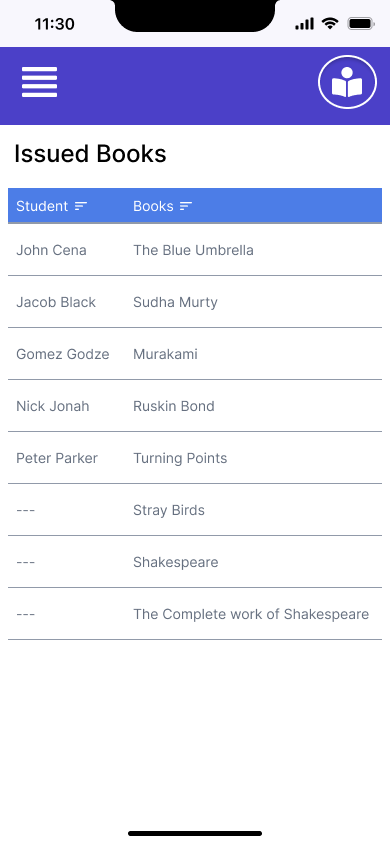 11:30
Issued Books
Student Books
John Cena The Blue Umbrella
Jacob Black Sudha Murty
Gomez Godze Murakami
Nick Jonah Ruskin Bond
Peter Parker Turning Points
--- Stray Birds
--- Shakespeare
--- The Complete work of Shakespeare